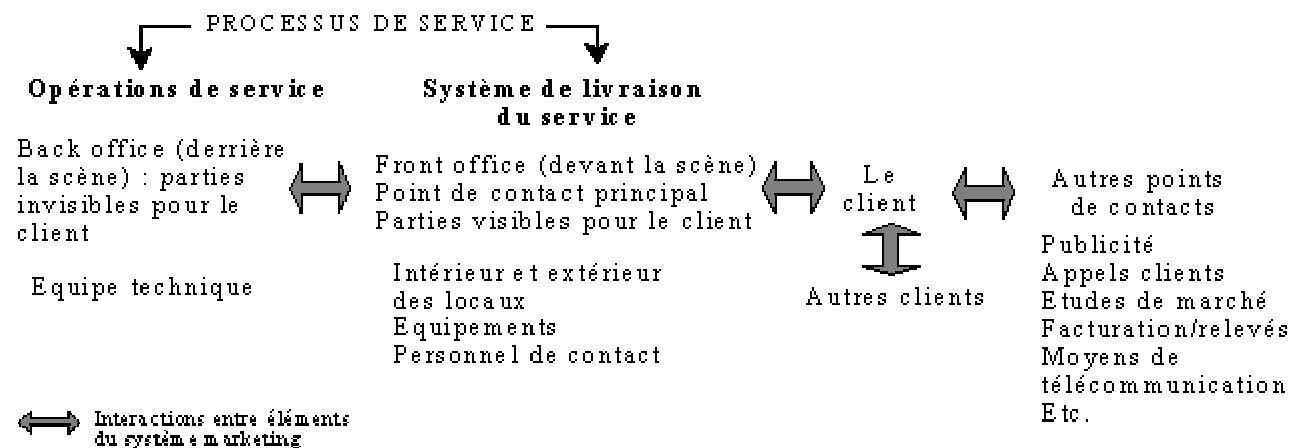 PROCESSUS DE SERVICE
Opérations de service
Back office (derrière
la scène) : parties
invisibles pour le
client
Equipe technique
Système de livraison
du service
Front office (devant la scène)
Point de contact principal
Parties visibles pour le client
Intérieur et extérieur
des locaux
Equipements
Personnel de contact
Le
client
Autres clients
Autres points
de contacts
Publicité
Appels clients
Etudes de marché
Facturation/relevés
Moyens de
télécommunication
Etc.
Interactions entre éléments
du système marketing